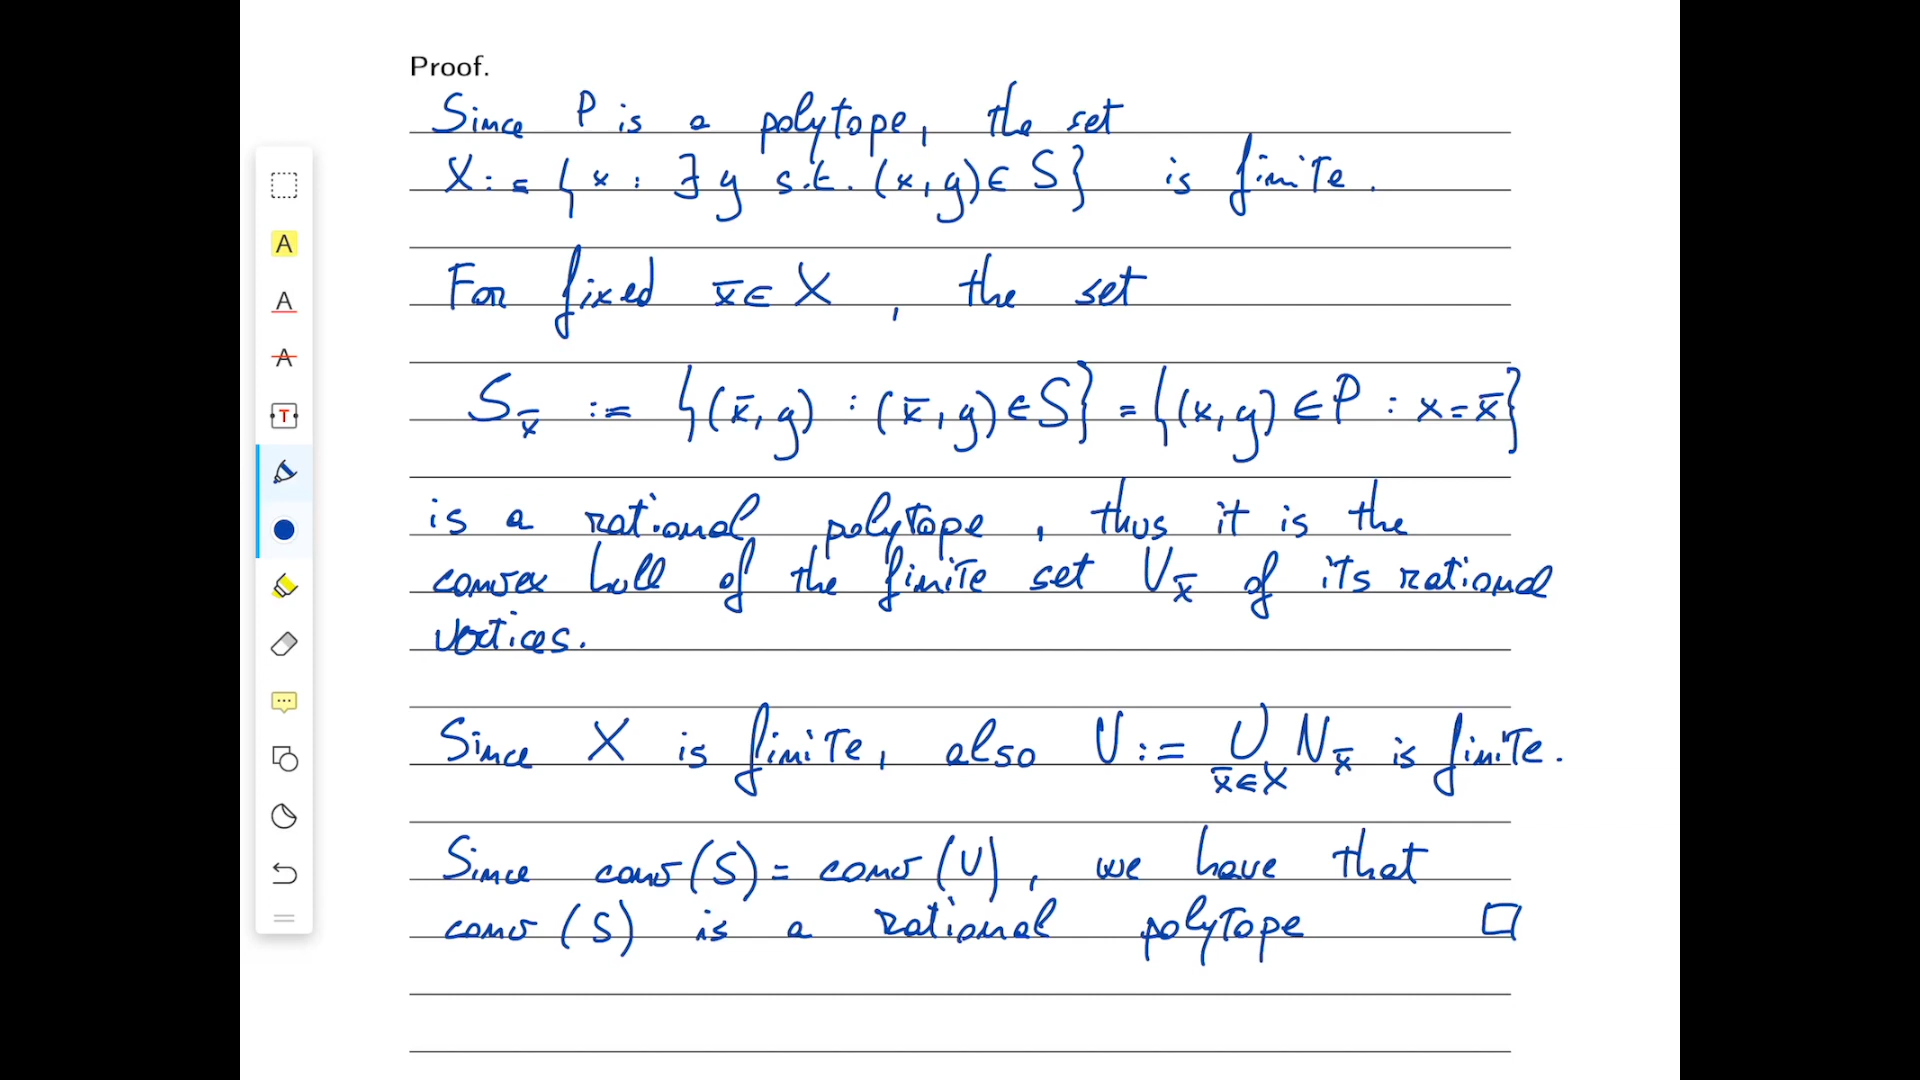 Proof.
Since P is a polytope, the set
X := { x : ∃ y s.t. (x,y) ∈ S } is finite.
For fixed x̄ ∈ X, the set
S_x̄ := {(x̄,y) : (x̄,y) ∈ S} = {(x,y) ∈ P : x = x̄}
is a rational polytope, thus it is the
convex hull of the finite set V_x̄ of its rational
vertices.
Since X is finite, also V := ∪_{x̄∈X} V_x̄ is finite.
Since conv(S) = conv(V), we have that
conv(S) is a rational polytope □
A
A
A
T